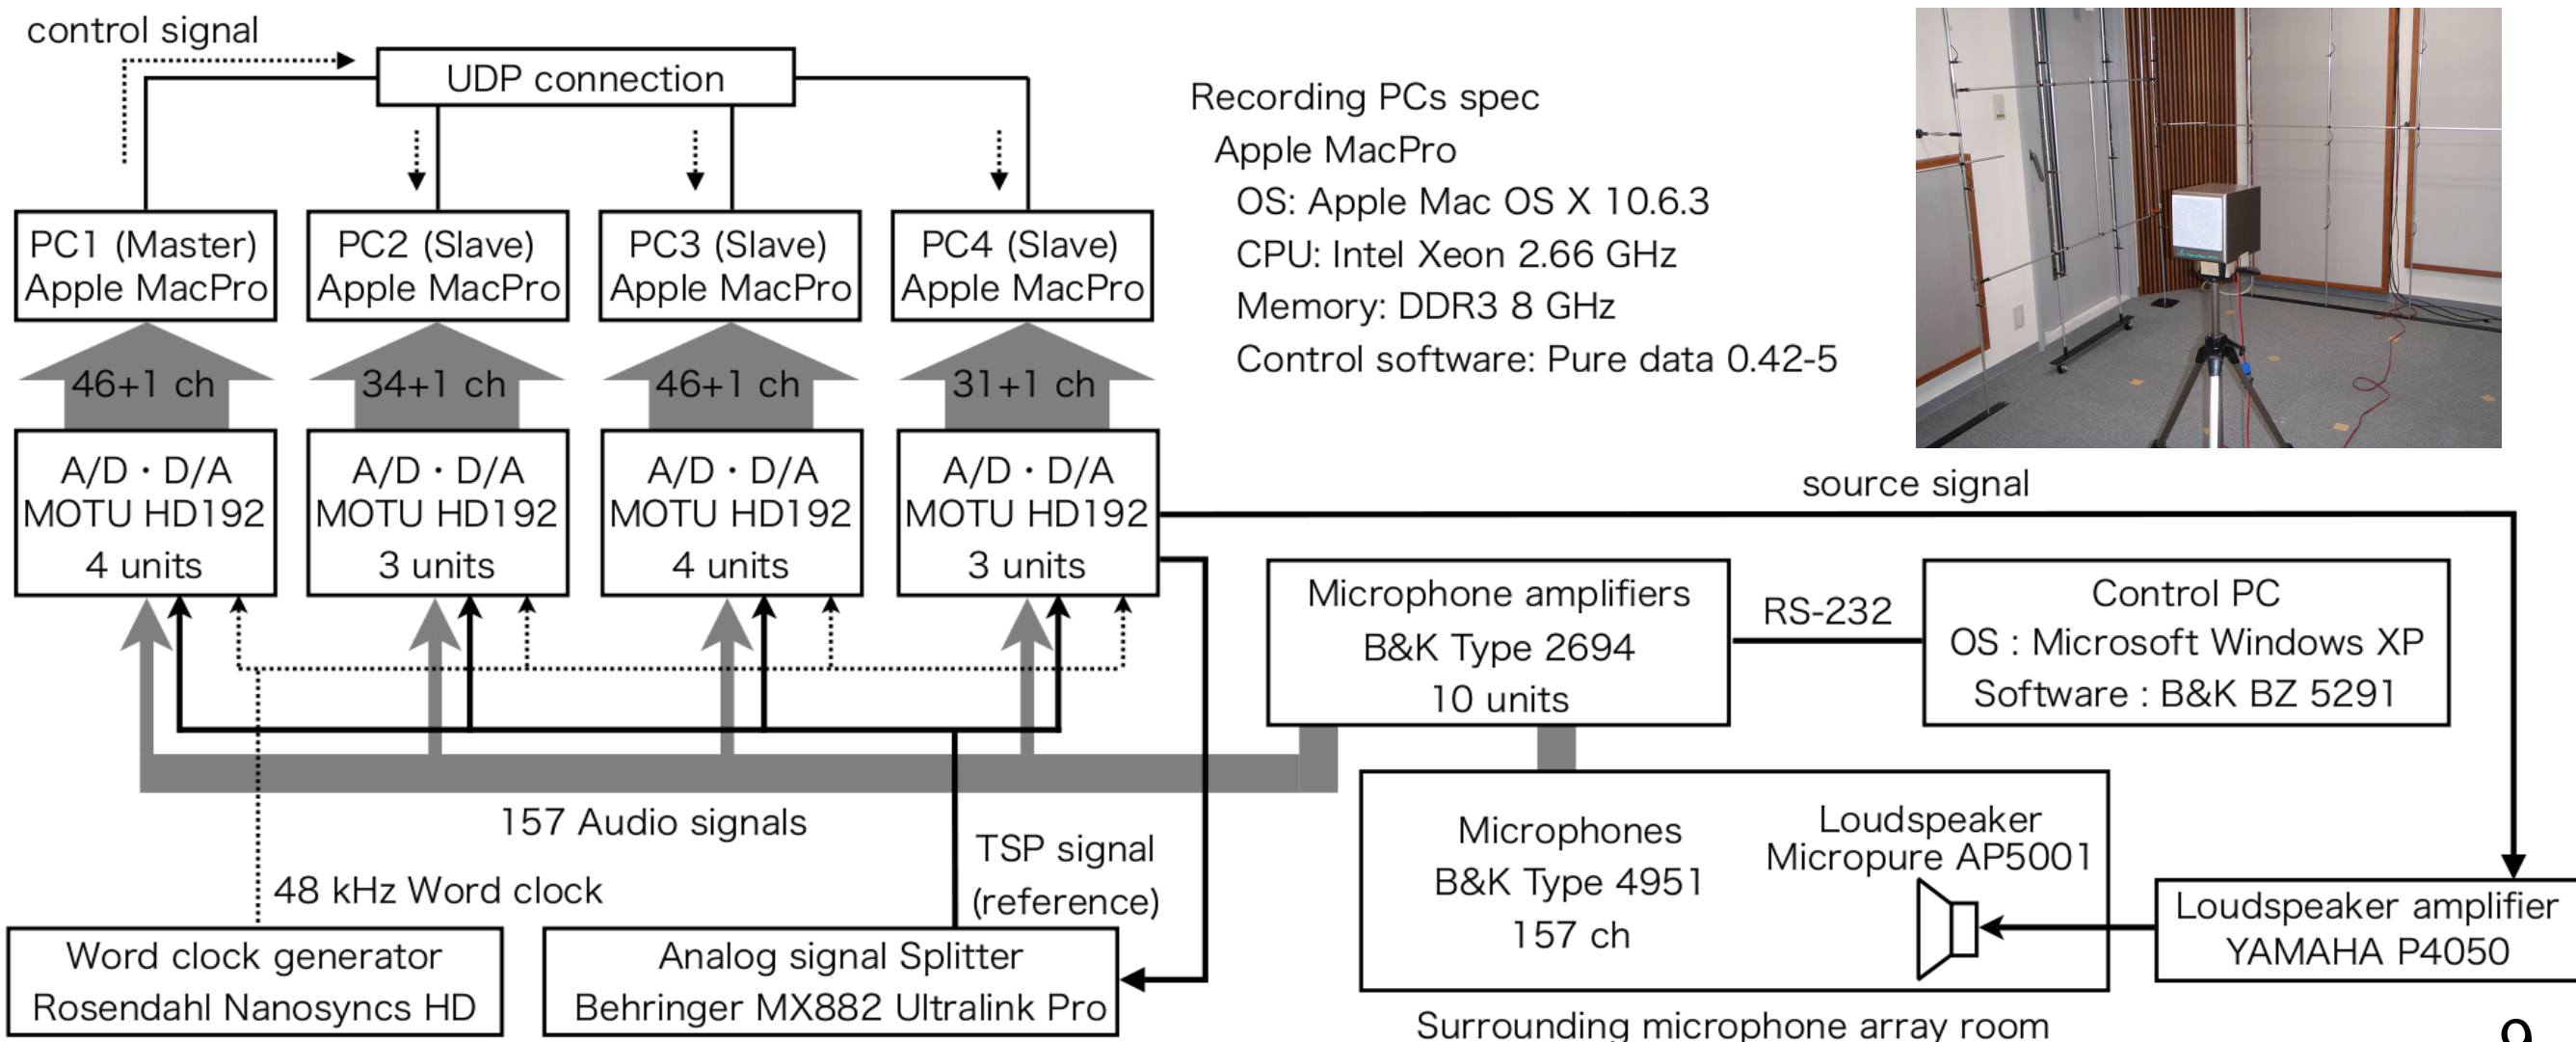 control signal
UDP connection
PC1 (Master)
Apple MacPro
PC2 (Slave)
Apple MacPro
PC3 (Slave)
Apple MacPro
PC4 (Slave)
Apple MacPro
46+1 ch
34+1 ch
46+1 ch
31+1 ch
A/D・D/A
MOTU HD192
4 units
A/D・D/A
MOTU HD192
3 units
A/D・D/A
MOTU HD192
4 units
A/D・D/A
MOTU HD192
3 units
Recording PCs spec
Apple MacPro
OS: Apple Mac OS X 10.6.3
CPU: Intel Xeon 2.66 GHz
Memory: DDR3 8 GHz
Control software: Pure data 0.42-5
source signal
Microphone amplifiers
B&K Type 2694
10 units
RS-232
Control PC
OS : Microsoft Windows XP
Software : B&K BZ 5291
157 Audio signals
48 kHz Word clock
TSP signal
(reference)
Word clock generator
Rosendahl Nanosyncs HD
Analog signal Splitter
Behringer MX882 Ultralink Pro
Microphones
B&K Type 4951
157 ch
Loudspeaker
Micropure AP5001
Loudspeaker amplifier
YAMAHA P4050
Surrounding microphone array room